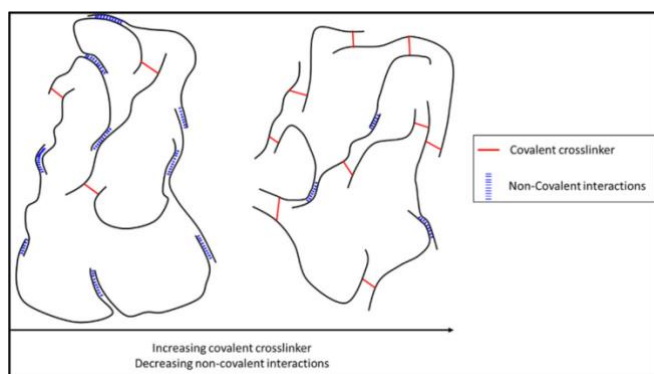 Covalent crosslinker
Non-Covalent interactions
Increasing covalent crosslinker
Decreasing non-covalent interactions